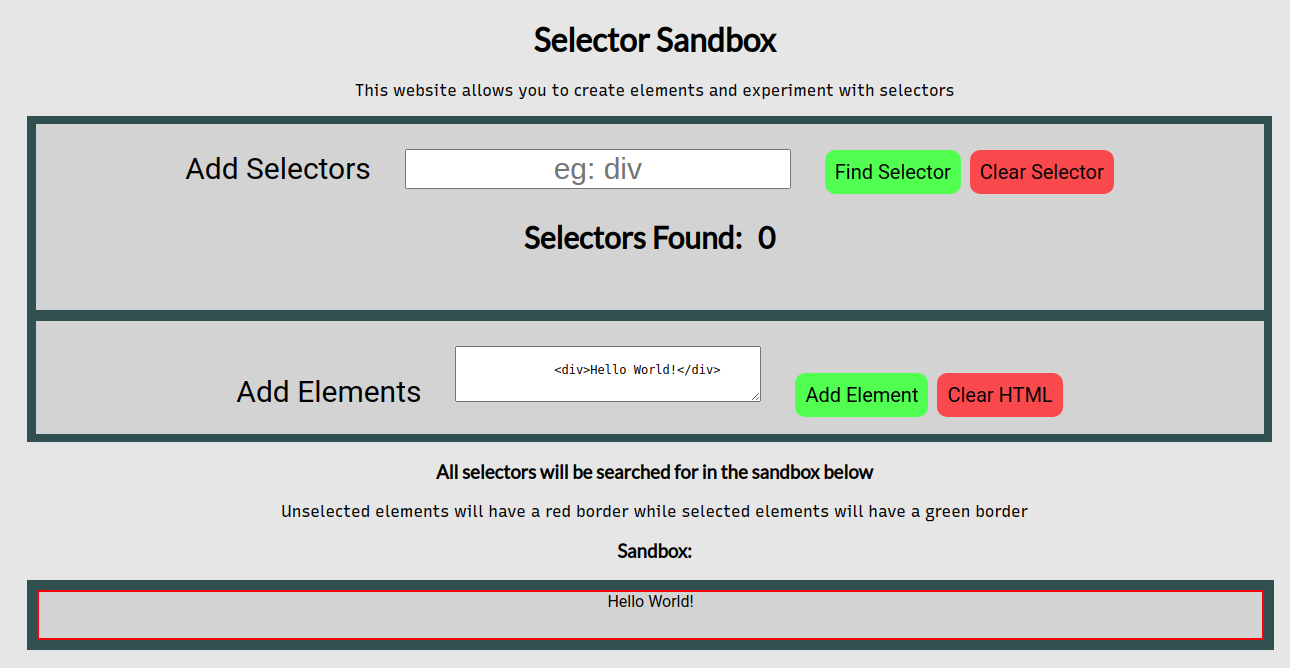 Selector Sandbox
This website allows you to create elements and experiment with selectors
Add Selectors eg: div Find Selector Clear Selector
Selectors Found: 0
Add Elements <div>Hello World!</div> Add Element Clear HTML
All selectors will be searched for in the sandbox below
Unselected elements will have a red border while selected elements will have a green border
Sandbox:
Hello World!